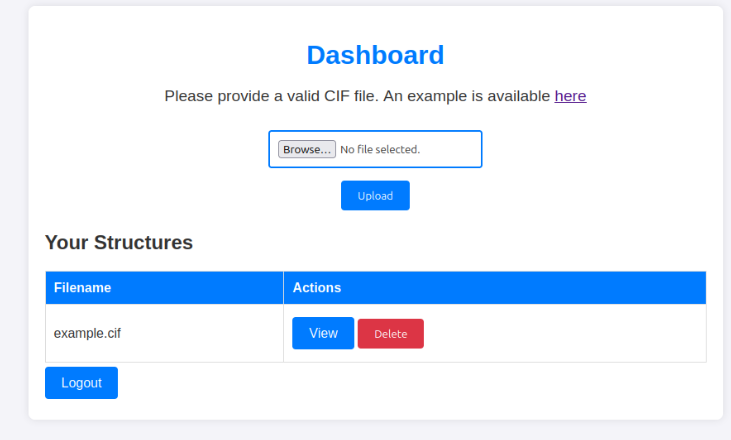 Dashboard
Please provide a valid CIF file. An example is available here
Browse... No file selected.
Upload
Your Structures
Filename Actions
example.cif View Delete
Logout